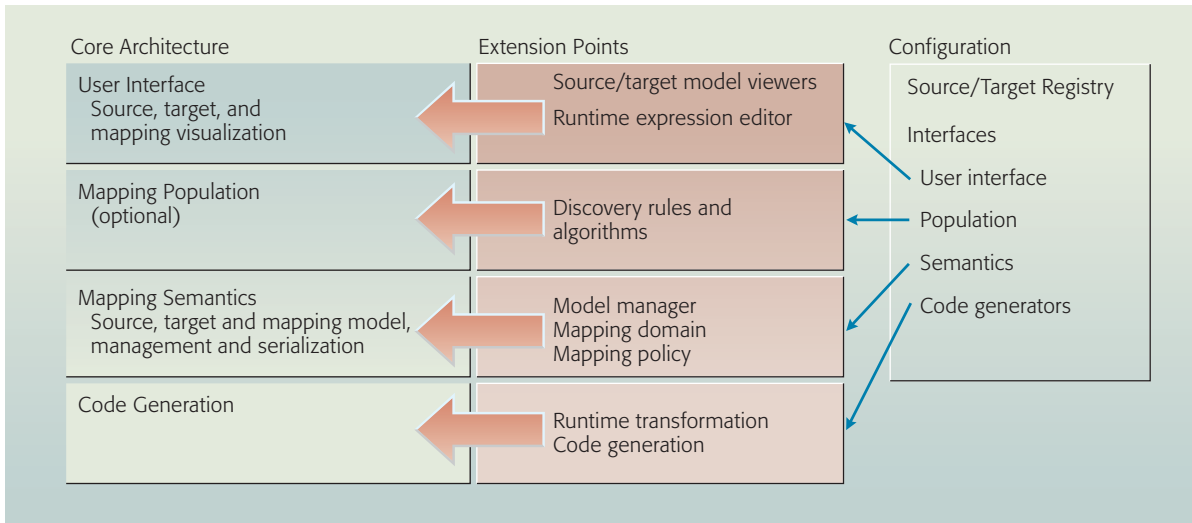 Core Architecture
User Interface
Source, target, and
mapping visualization
Mapping Population
(optional)
Mapping Semantics
Source, target and mapping model,
management and serialization
Code Generation
Extension Points
Source/target model viewers
Runtime expression editor
Discovery rules and
algorithms
Model manager
Mapping domain
Mapping policy
Runtime transformation
Code generation
Configuration
Source/Target Registry
Interfaces
User interface
Population
Semantics
Code generators